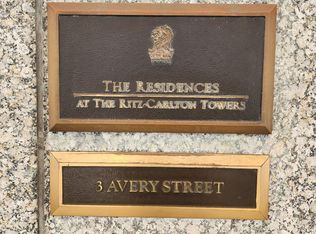 THE RESIDENCES
AT THE RITZ-CARLTON TOWERS
3 AVERY STREET